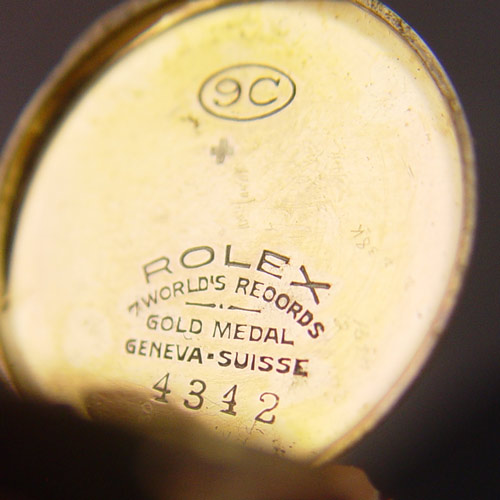 9C
ROLEX
7 WORLD'S RECORDS
GOLD MEDAL
GENEVA·SUISSE
4342